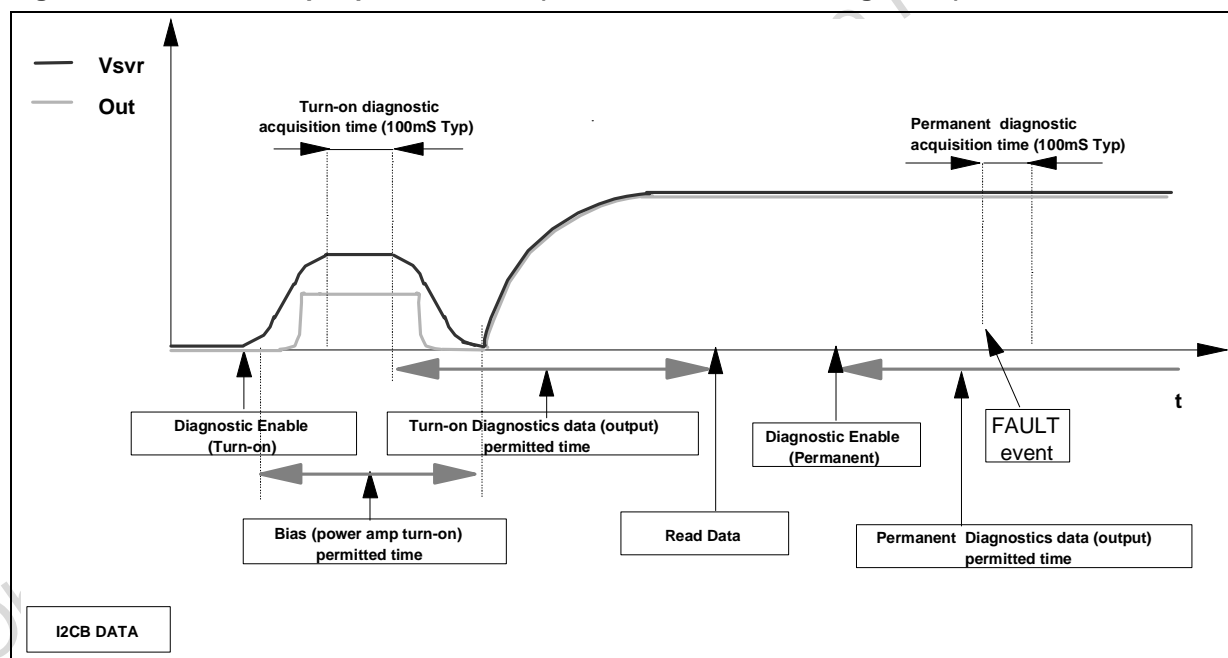 Vsvr
Out
Turn-on diagnostic
acquisition time (100mS Typ)
Permanent diagnostic
acquisition time (100mS Typ)
t
Diagnostic Enable
(Turn-on)
Turn-on Diagnostics data (output)
permitted time
Diagnostic Enable
(Permanent)
FAULT
event
Bias (power amp turn-on)
permitted time
Read Data
Permanent Diagnostics data (output)
permitted time
I2CB DATA